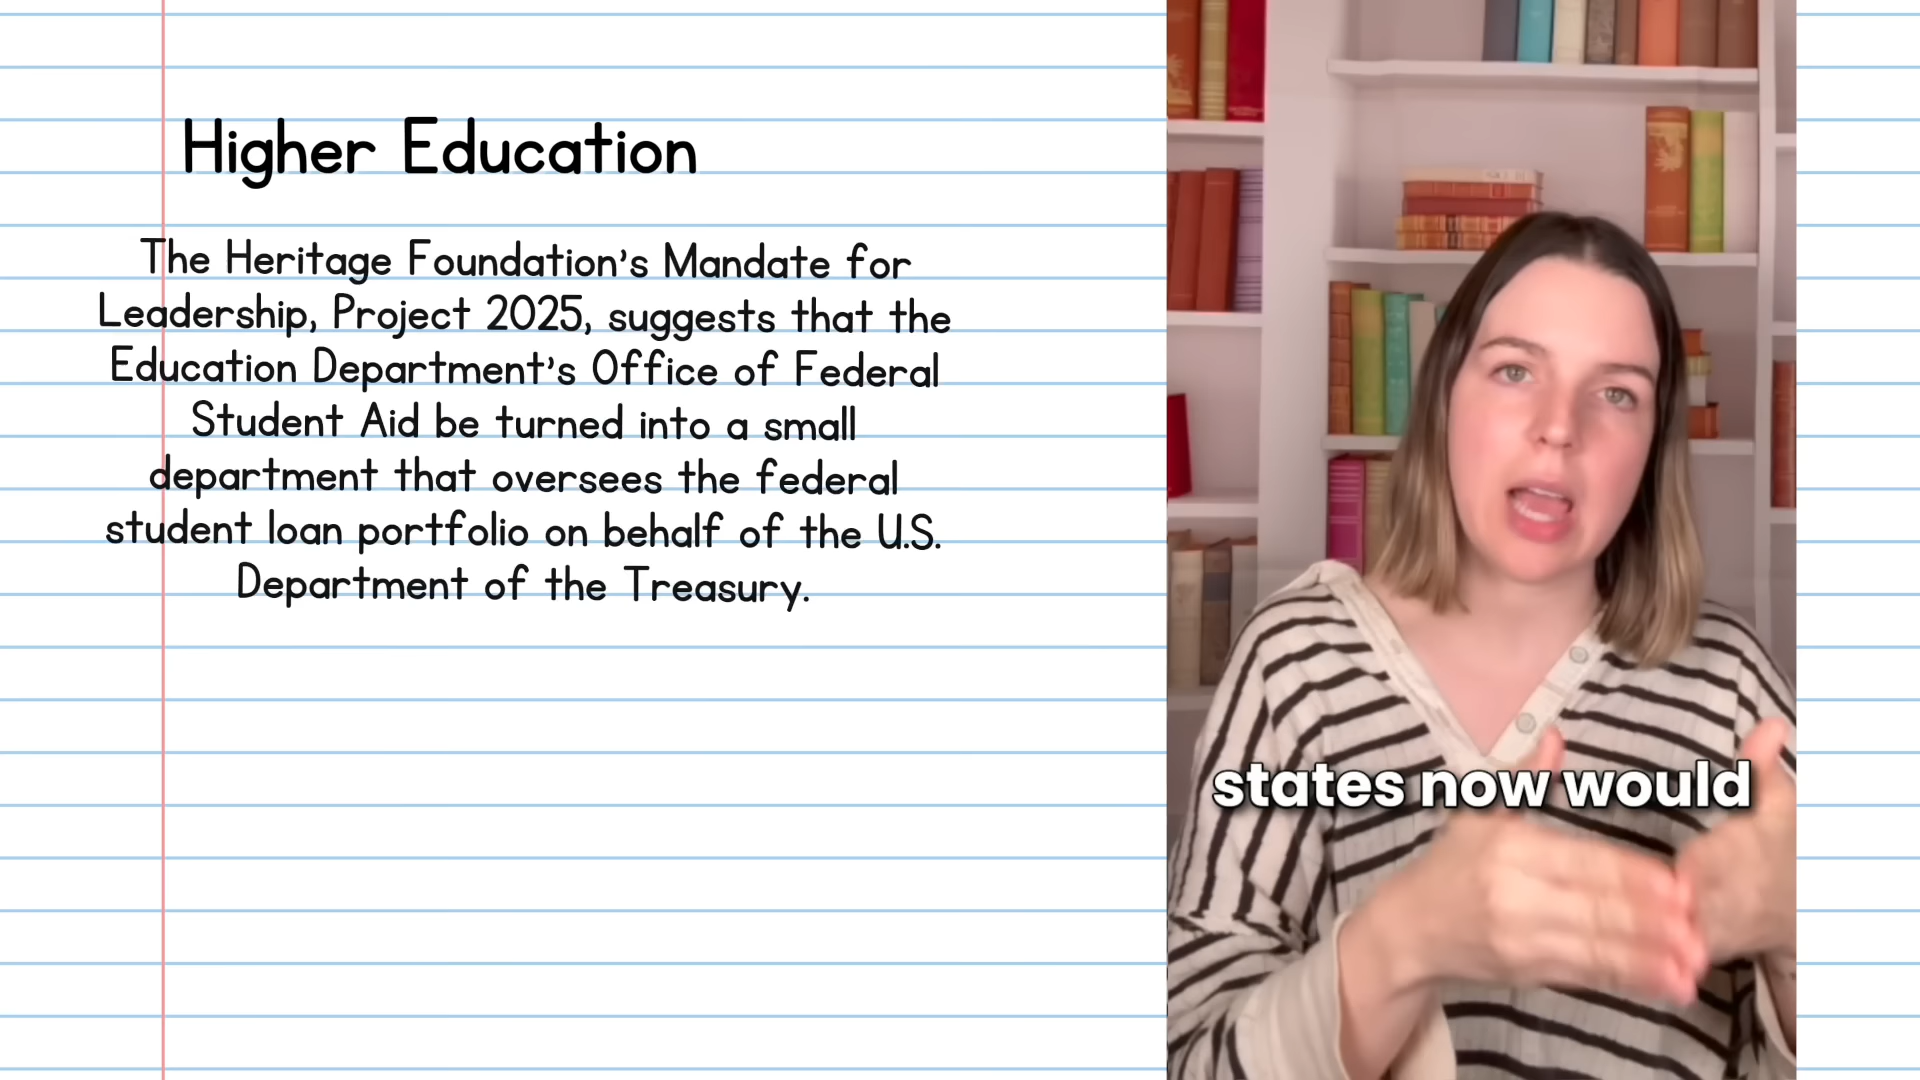 Higher Education
The Heritage Foundation's Mandate for
Leadership, Project 2025, suggests that the
Education Department's Office of Federal
Student Aid be turned into a small
department that oversees the federal
student loan portfolio on behalf of the U.S.
Department of the Treasury.
states now would